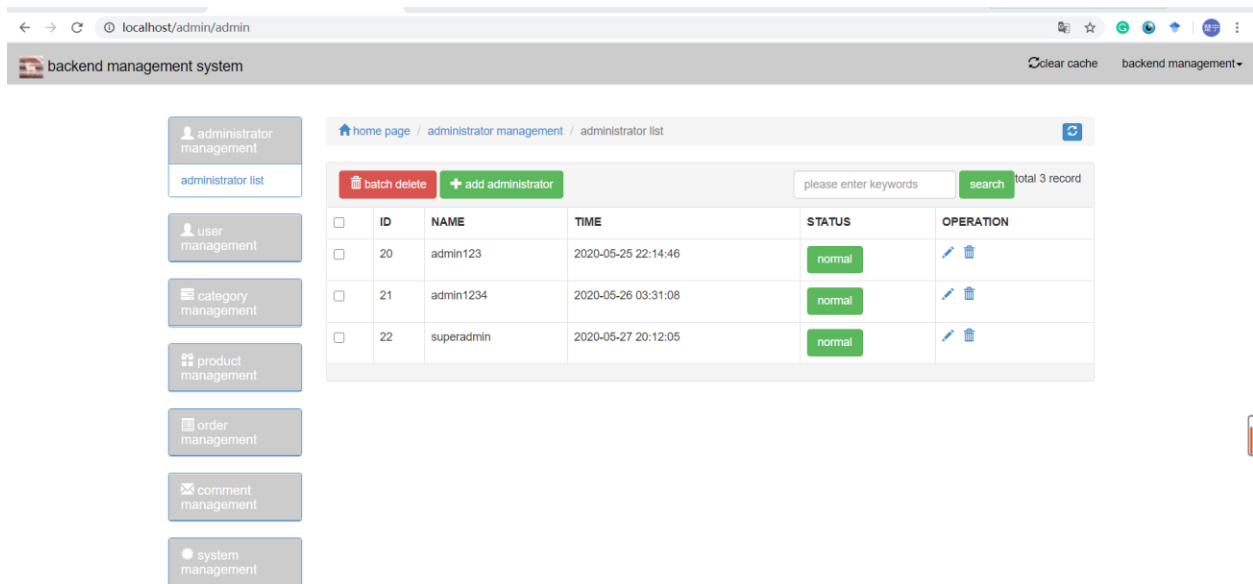 localhost/admin/admin
backend management system
clear cache
backend management
administrator management
administrator list
user management
category management
product management
order management
comment management
system management
home page / administrator management / administrator list
batch delete
add administrator
please enter keywords
search
total 3 record
ID NAME TIME STATUS OPERATION
20 admin123 2020-05-25 22:14:46 normal
21 admin1234 2020-05-26 03:31:08 normal
22 superadmin 2020-05-27 20:12:05 normal